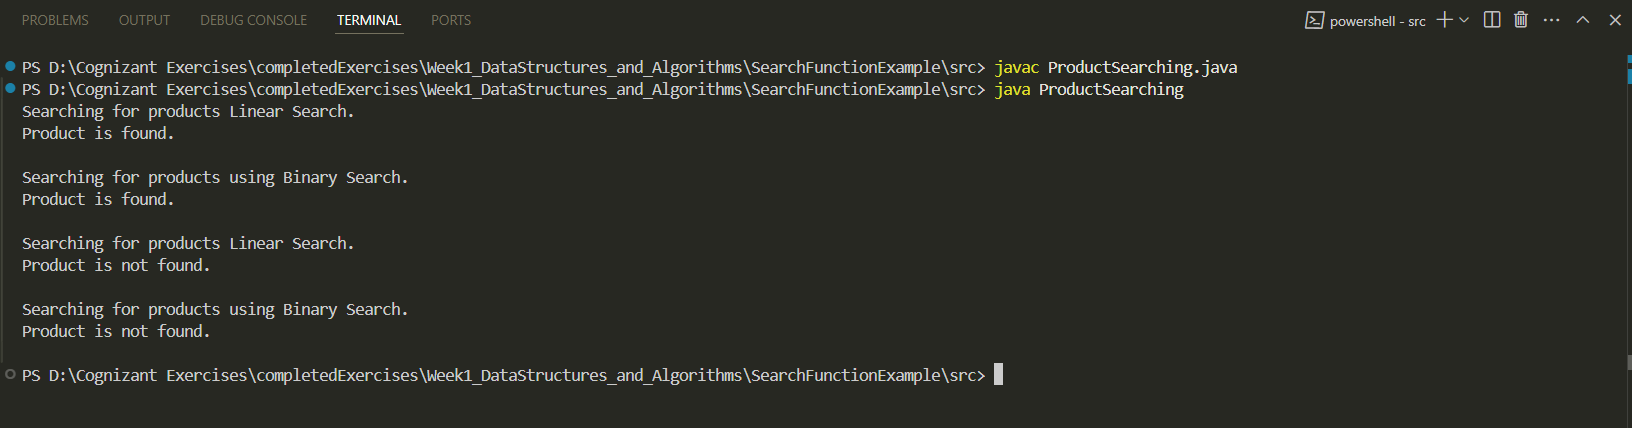 PROBLEMS OUTPUT DEBUG CONSOLE TERMINAL PORTS powershell - src
PS D:\Cognizant Exercises\completedExercises\Week1_DataStructures_and_Algorithms\SearchFunctionExample\src> javac ProductSearching.java
PS D:\Cognizant Exercises\completedExercises\Week1_DataStructures_and_Algorithms\SearchFunctionExample\src> java ProductSearching
Searching for products Linear Search.
Product is found.
Searching for products using Binary Search.
Product is found.
Searching for products Linear Search.
Product is not found.
Searching for products using Binary Search.
Product is not found.
PS D:\Cognizant Exercises\completedExercises\Week1_DataStructures_and_Algorithms\SearchFunctionExample\src>